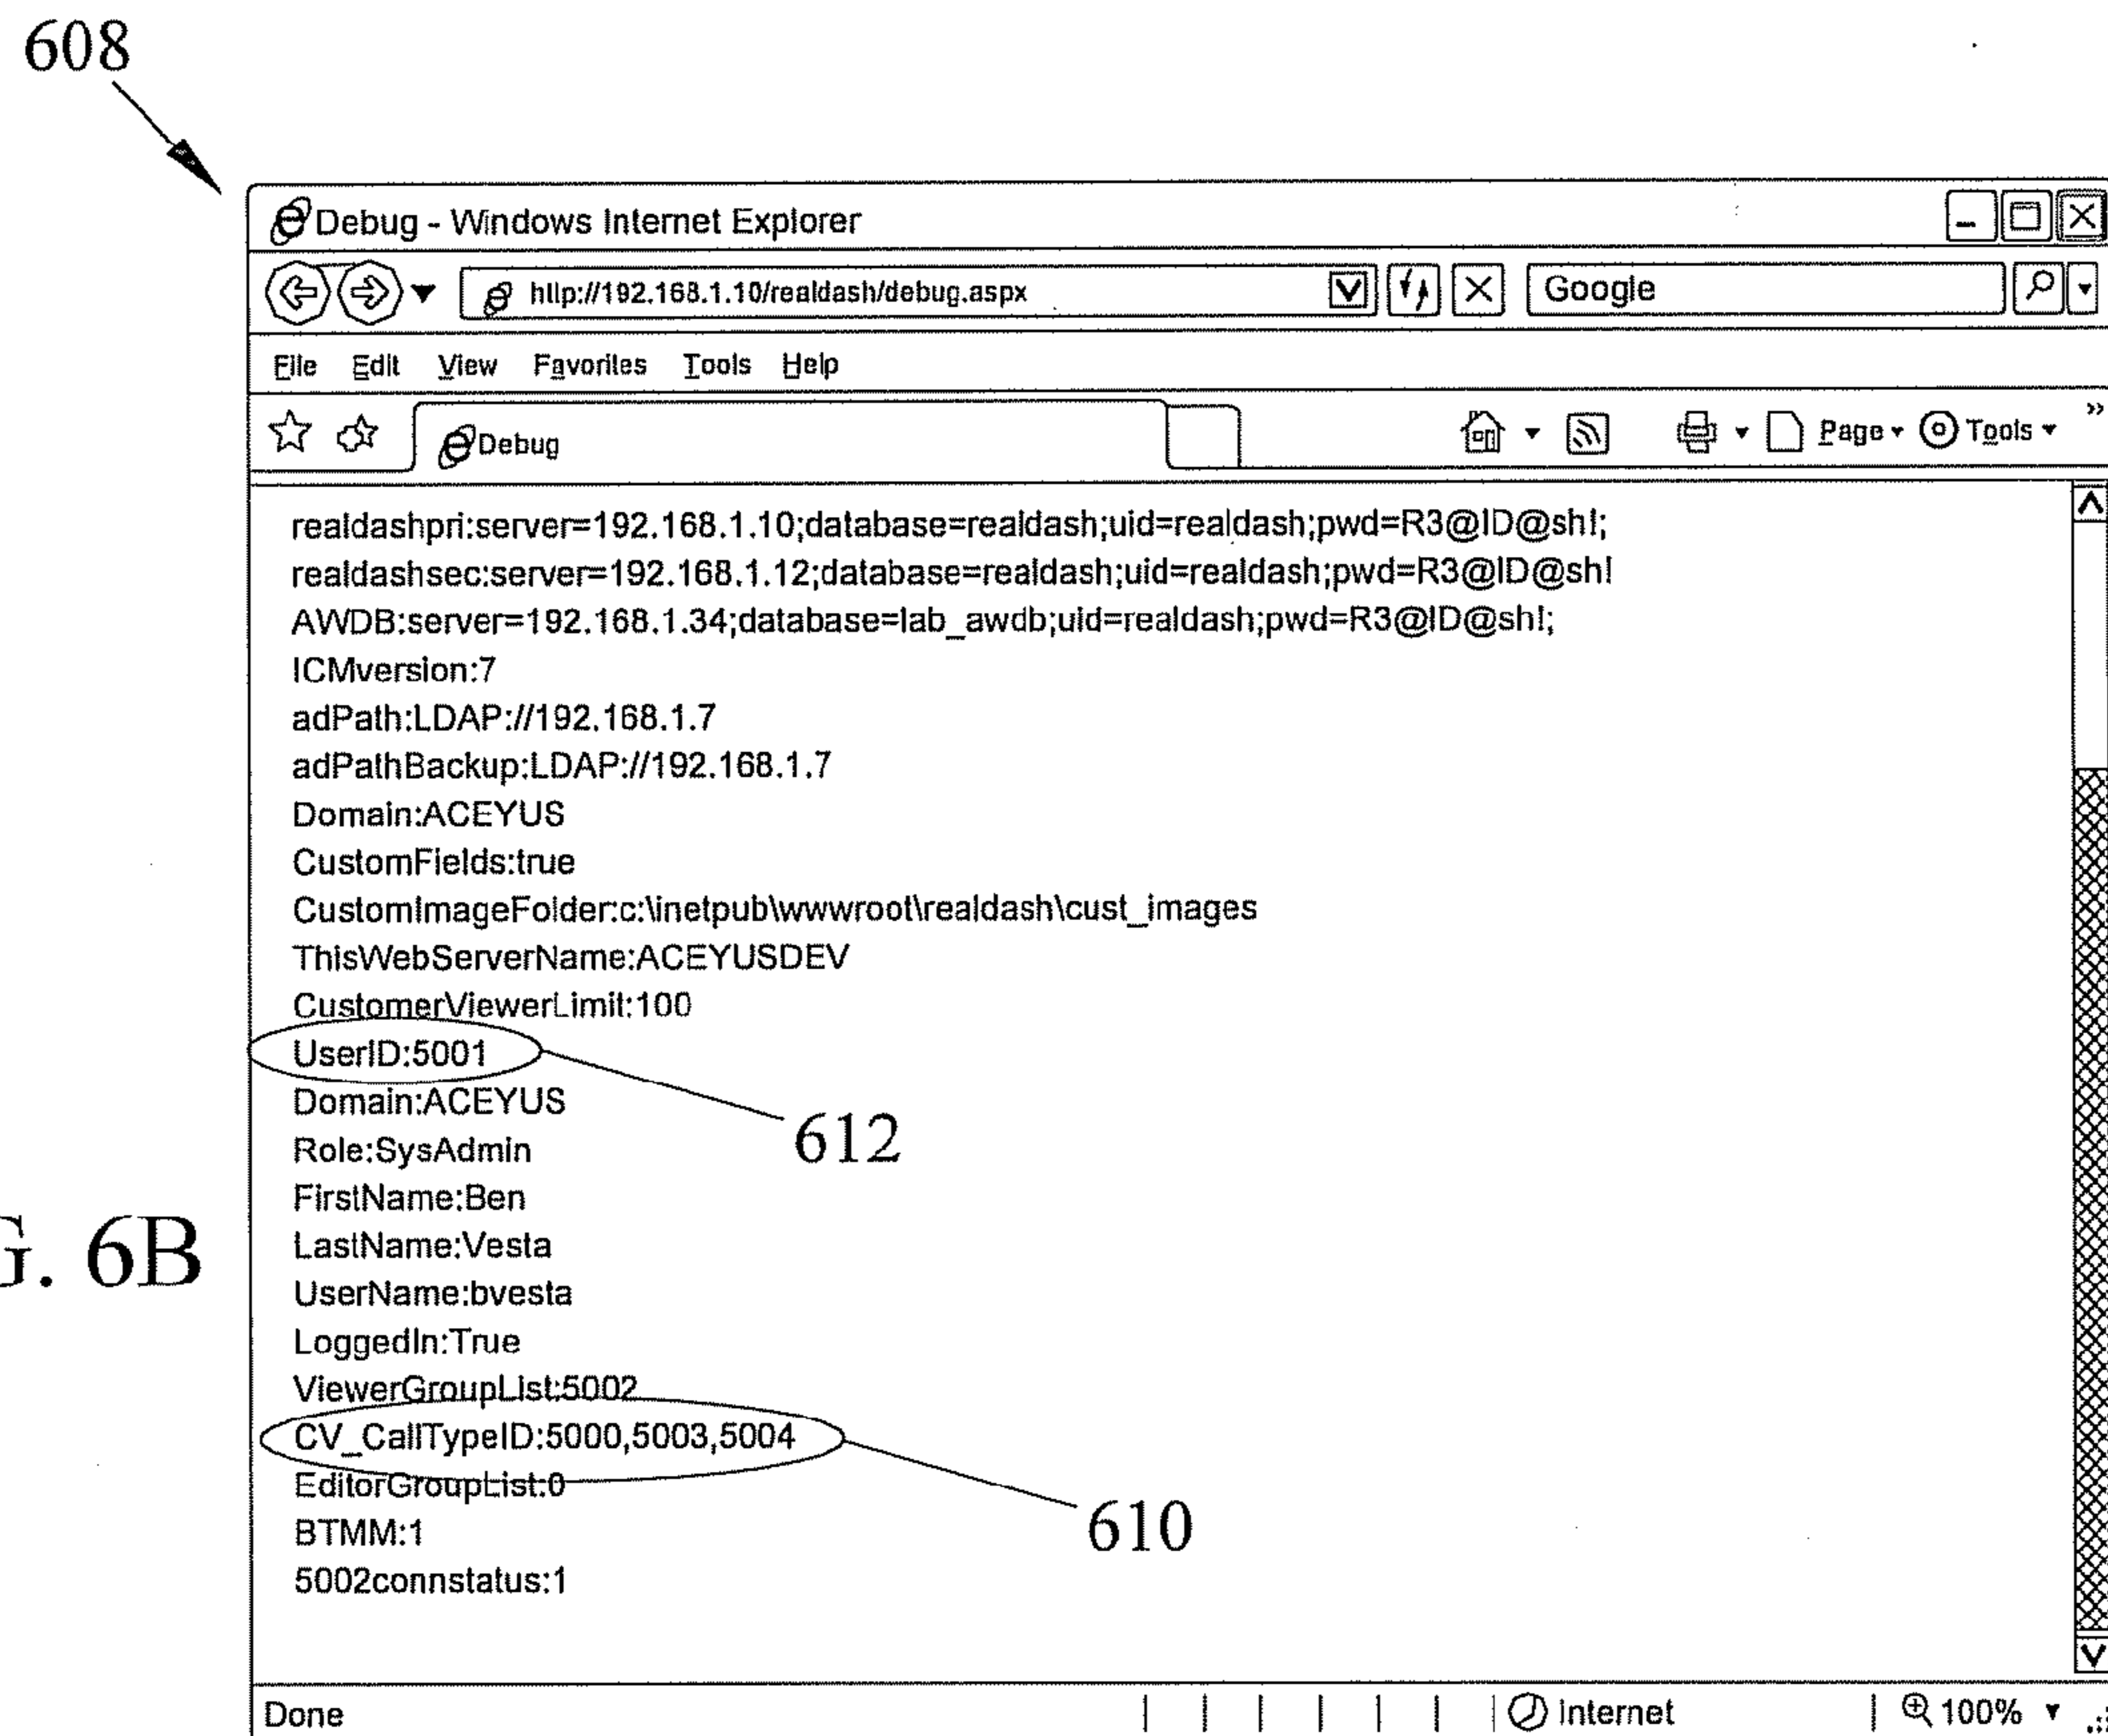 608
Debug - Windows Internet Explorer
http://192.168.1.10/realdash/debug.aspx
Google
File Edit View Favorites Tools Help
Debug
Page Tools »
realdashpri:server=192.168.1.10;database=realdash;uid=realdash;pwd=R3@lD@sh!;
realdashsec:server=192.168.1.12;database=realdash;uid=realdash;pwd=R3@lD@sh!
AWDB:server=192.168.1.34;database=lab_awdb;uid=realdash;pwd=R3@lD@sh!;
ICMversion:7
adPath:LDAP://192.168.1.7
adPathBackup:LDAP://192.168.1.7
Domain:ACEYUS
CustomFields:true
CustomImageFolder:c:\inetpub\wwwroot\realdash\cust_images
ThisWebServerName:ACEYUSDEV
CustomerViewerLimit:100
UserID:5001
Domain:ACEYUS
612
Role:SysAdmin
FirstName:Ben
G. 6B
LastName:Vesta
UserName:bvesta
LoggedIn:True
ViewerGroupList:5002
CV_CallTypeID:5000,5003,5004
EditorGroupList:0
610
BTMM:1
5002connstatus:1
Done
Internet
100%